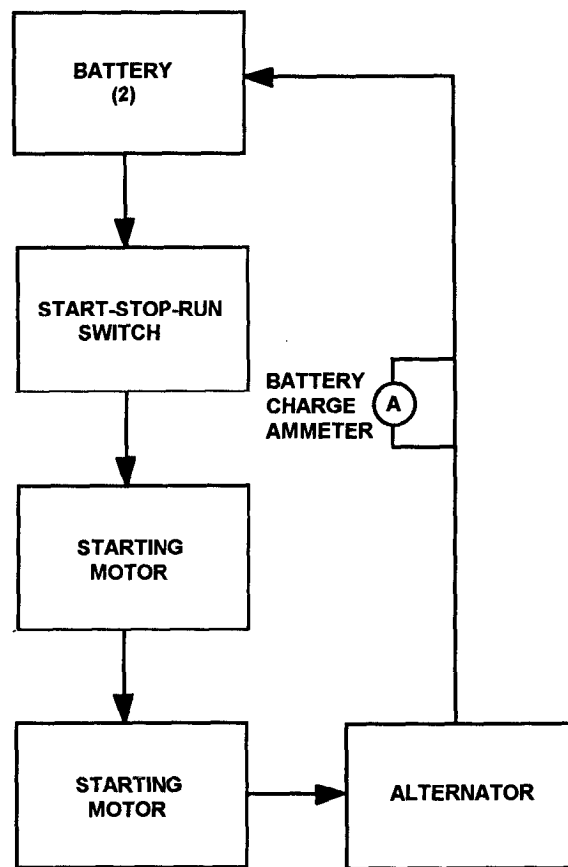 BATTERY
(2)
START-STOP-RUN
SWITCH
BATTERY
CHARGE
AMMETER
A
STARTING
MOTOR
STARTING
MOTOR
ALTERNATOR